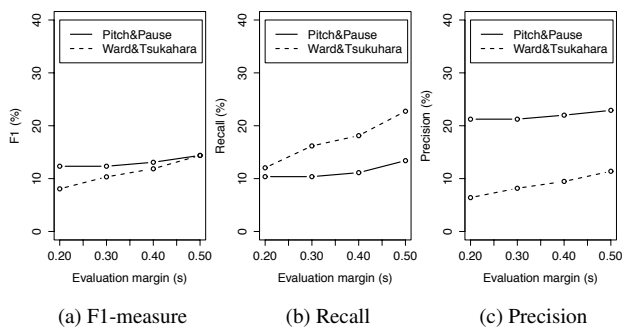 Pitch&Pause
Ward&Tsukahara
F1 (%)
0 10 20 30 40
0.20 0.30 0.40 0.50
Evaluation margin (s)
(a) F1-measure
Pitch&Pause
Ward&Tsukuhara
Recall (%)
0 10 20 30 40
0.20 0.30 0.40 0.50
Evaluation margin (s)
(b) Recall
Pitch&Pause
Ward&Tsukahara
Precision (%)
0 10 20 30 40
0.20 0.30 0.40 0.50
Evaluation margin (s)
(c) Precision